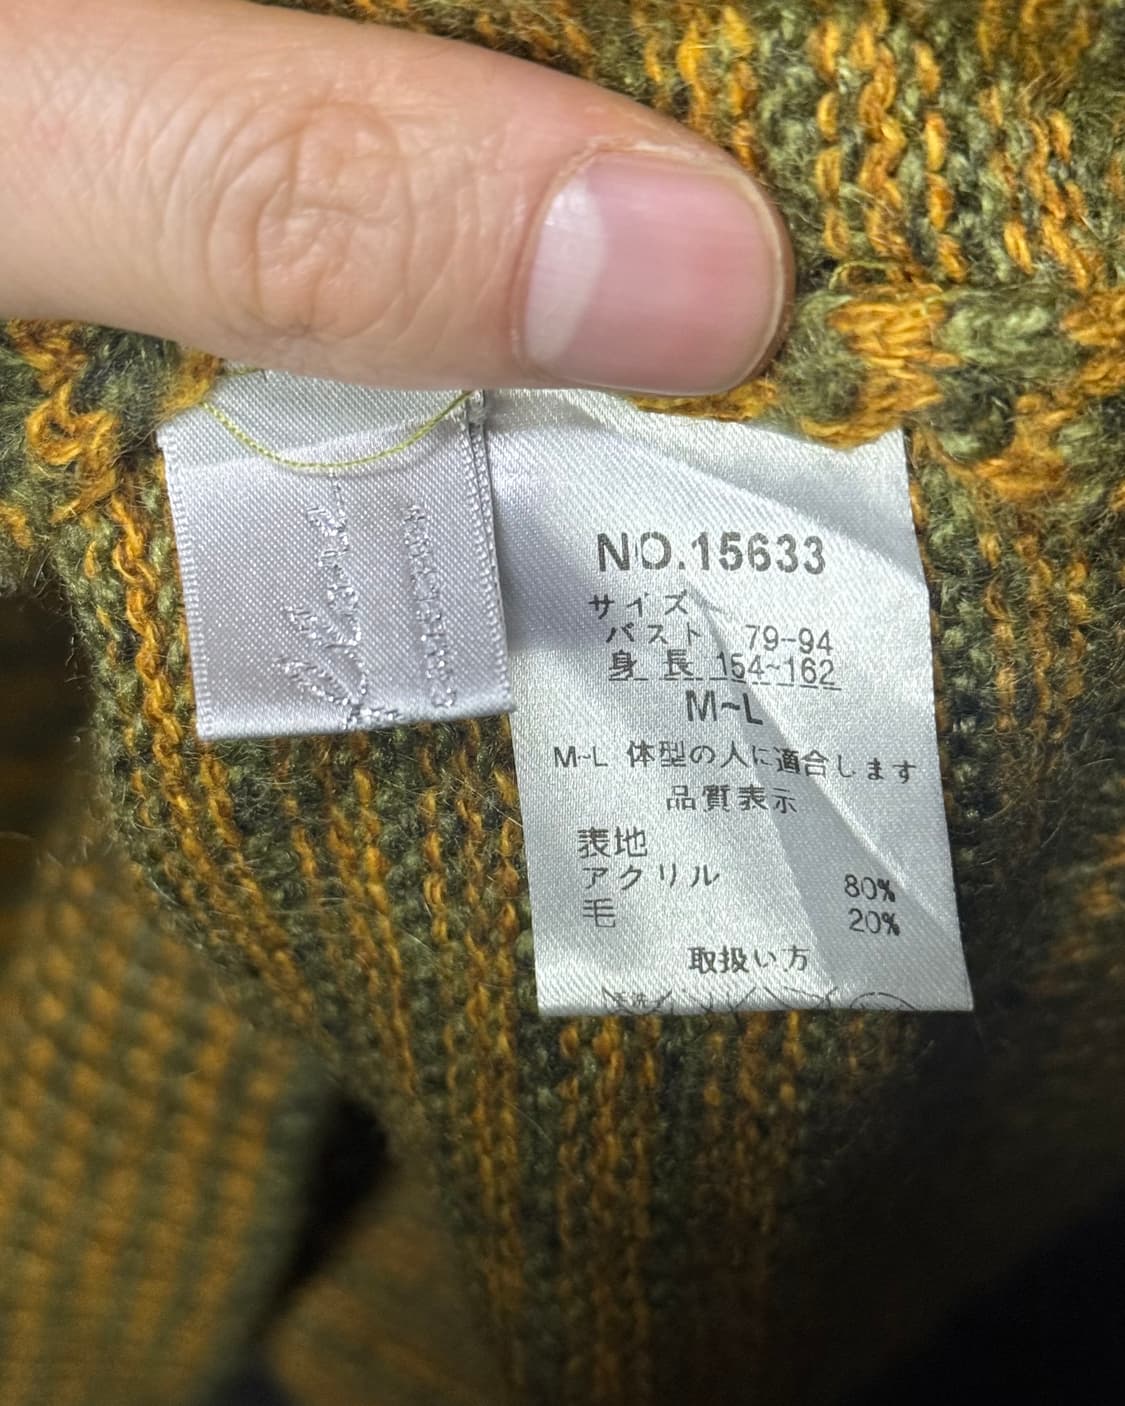 NO.15633
サイズ
バスト 79-94
身長 154~162
M~L
M~L 体型の人に適合します
品質表示
表地
アクリル 80%
毛 20%
取扱い方